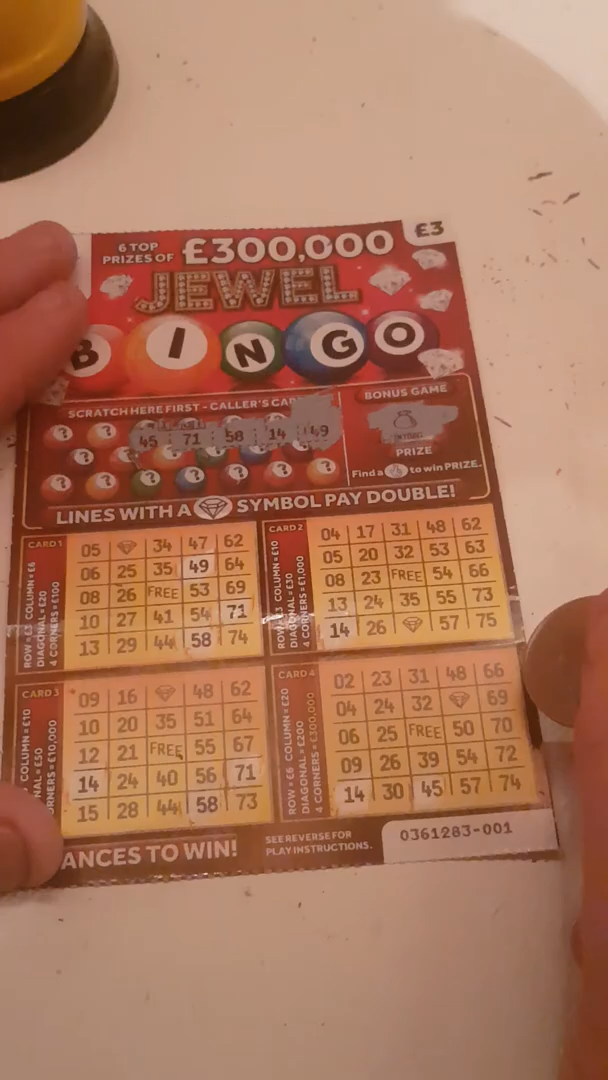 6 TOP PRIZES OF £300,000
£3
JEWEL
BINGO
SCRATCH HERE FIRST - CALLER'S
45 71 58 14 49
BONUS GAME
PRIZE
Find a to win PRIZE.
LINES WITH A SYMBOL PAY DOUBLE!
CARD 1
ROW = £3 COLUMN = £6
DIAGONAL = £20
4 CORNERS = £100
05 34 47 62
06 25 35 49 64
08 26 FREE 53 69
10 27 41 54 71
13 29 44 58 74
CARD 2
ROW = £3 COLUMN = £10
DIAGONAL = £30
4 CORNERS = £1,000
04 17 31 48 62
05 20 32 53 63
08 23 FREE 54 66
13 24 35 55 73
14 26 57 75
CARD 3
COLUMN = £10
NAL = £50
RNERS = £10,000
09 16 48 62
10 20 35 51 64
12 21 FREE 55 67
14 24 40 56 71
15 28 44 58 73
CARD 4
ROW = £6 COLUMN = £20
DIAGONAL = £200
4 CORNERS = £300,000
02 23 31 48 66
04 24 32 69
06 25 FREE 50 70
09 26 39 54 72
14 30 45 57 74
ANCES TO WIN!
SEE REVERSE FOR
PLAY INSTRUCTIONS.
0361283-001